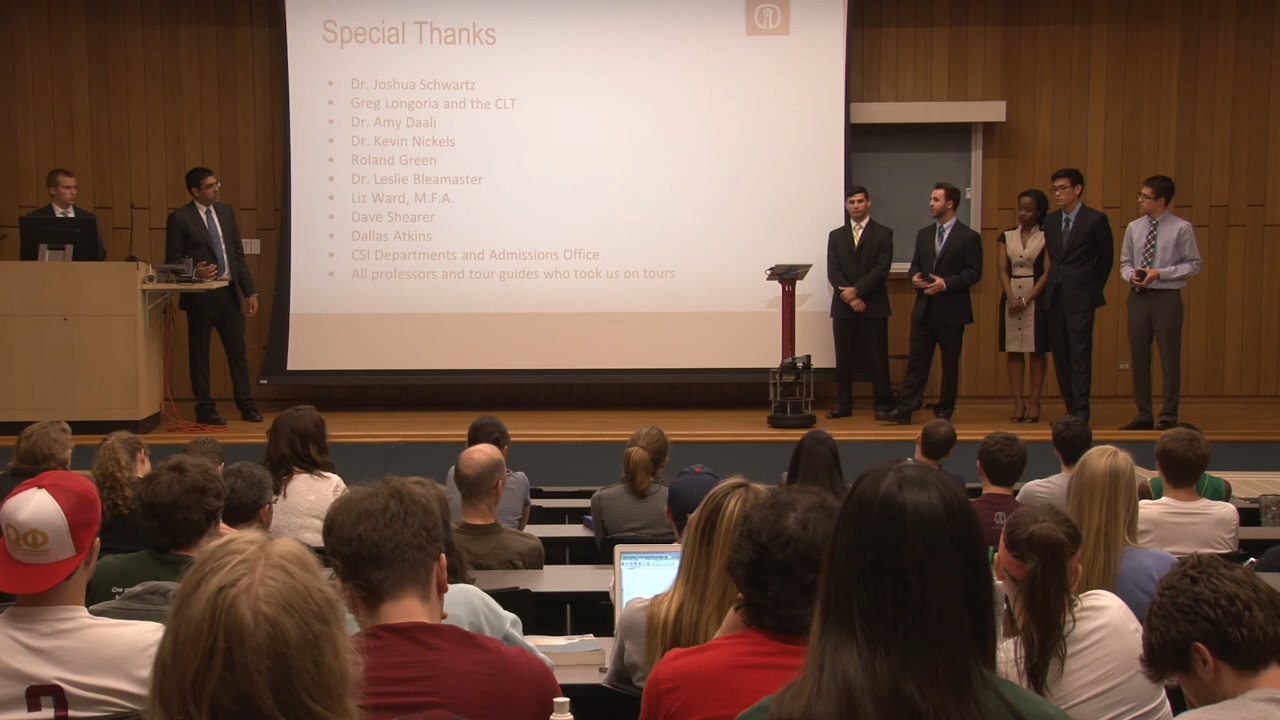 Special Thanks
• Dr. Joshua Schwartz
• Greg Longoria and the CLT
• Dr. Amy Daali
• Dr. Kevin Nickels
• Roland Green
• Dr. Leslie Bleamaster
• Liz Ward, M.F.A.
• Dave Shearer
• Dallas Atkins
• CSI Departments and Admissions Office
• All professors and tour guides who took us on tours